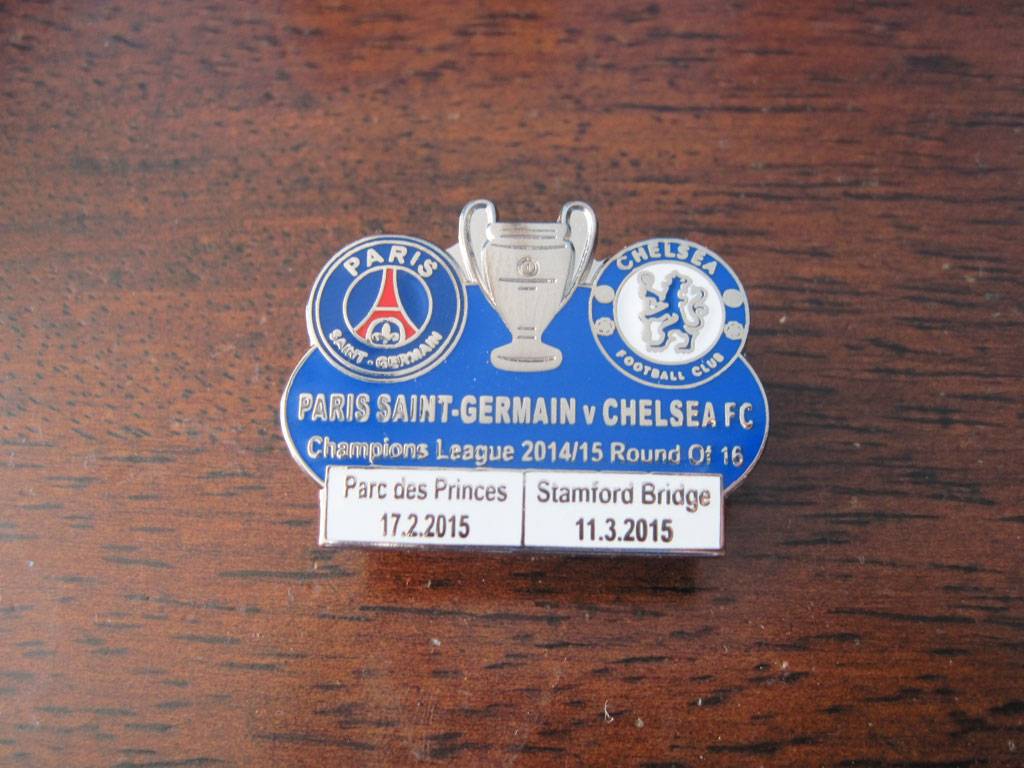 PARIS
SAINT-GERMAIN
CHELSEA
FOOTBALL CLUB
PARIS SAINT-GERMAIN v CHELSEA FC
Champions League 2014/15 Round Of 16
Parc des Princes
17.2.2015
Stamford Bridge
11.3.2015